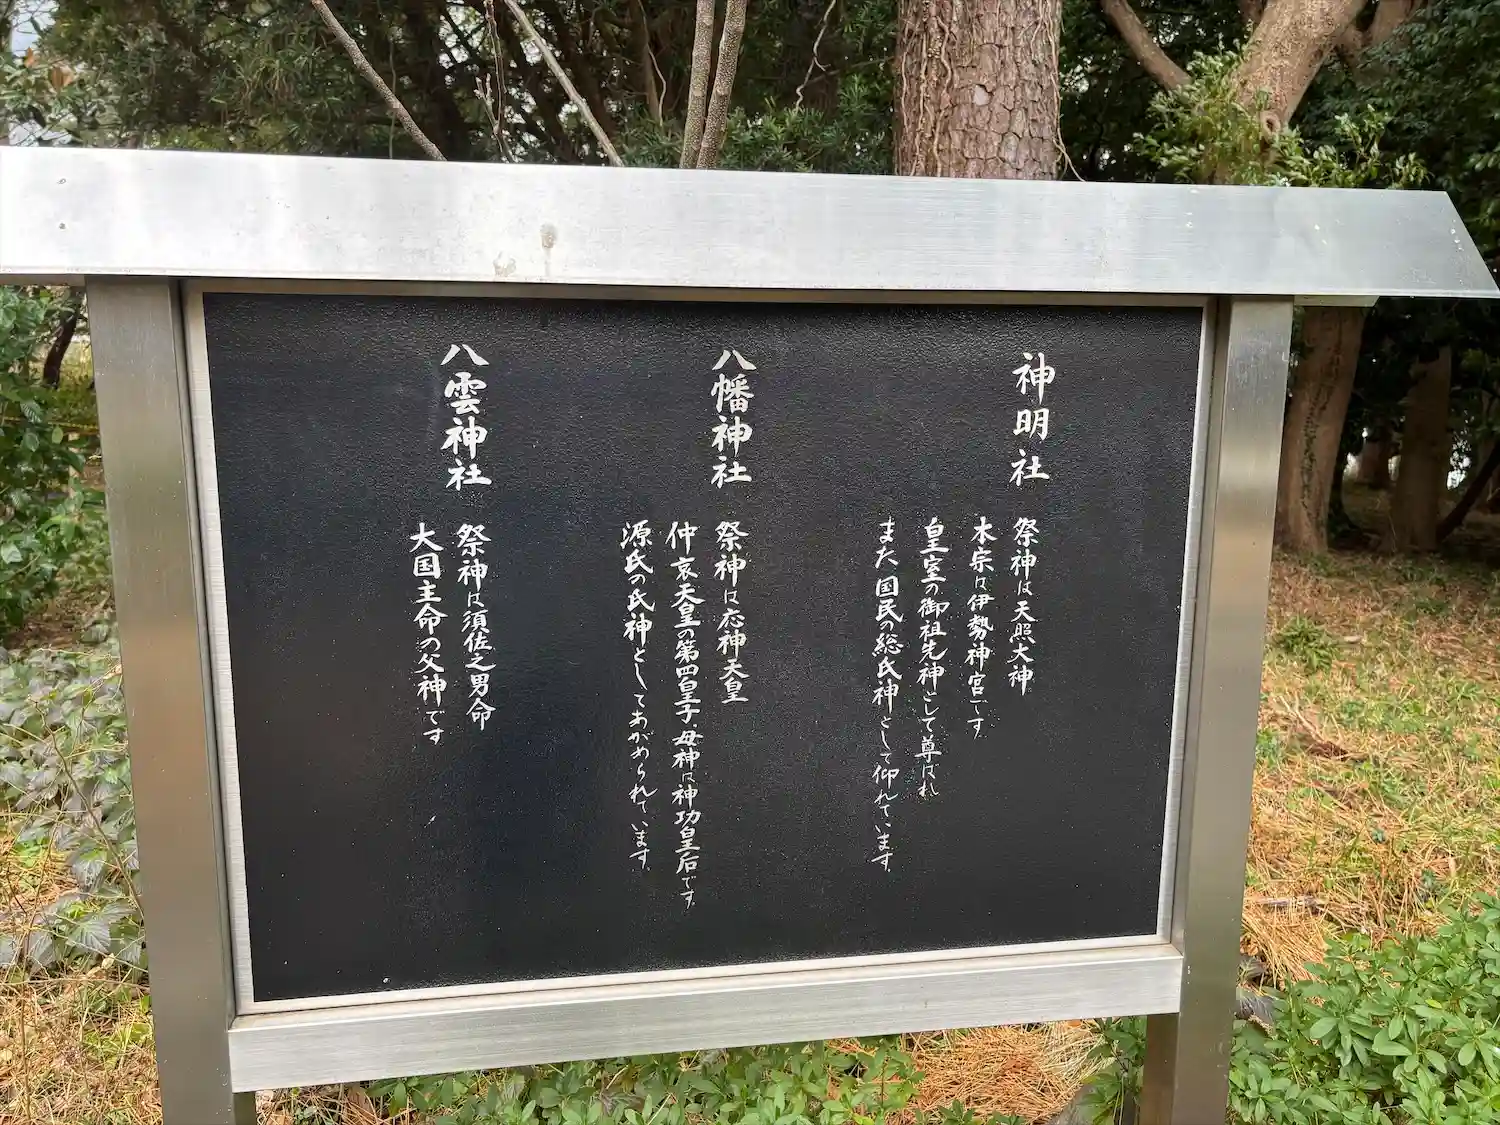 神明社
祭神は天照大神
本宗は伊勢神宮です
皇室の御祖先神として尊ばれ
また国民の総氏神として仰れています。
八幡神社
祭神は応神天皇
仲哀天皇の第四皇子、母神は神功皇后です。
源氏の氏神としてあがめられています。
八雲神社
祭神は須佐之男命
大国主命の父神です